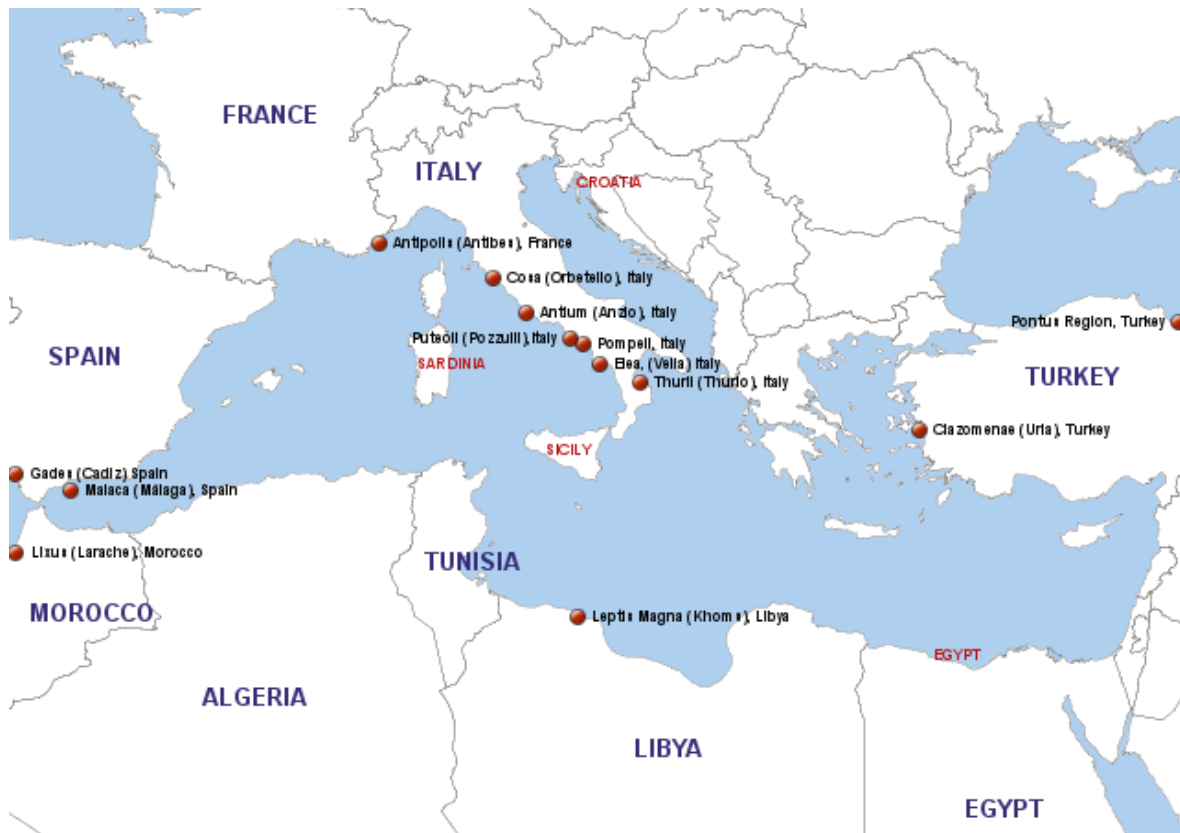 FRANCE
ITALY
CROATIA
Antipolis (Antibes), France
Cosa (Orbetello), Italy
Antium (Anzio), Italy
Pontus Region, Turkey
Puteoli (Pozzulli), Italy
Pompeii, Italy
SPAIN
SARDINIA
Elea, (Velia) Italy
TURKEY
Thurii (Thurio), Italy
Clazomenae (Urla), Turkey
SICILY
Gades (Cadiz) Spain
Malaca (Málaga), Spain
Lixus (Larache), Morocco
TUNISIA
MOROCCO
Leptis Magna (Khoms), Libya
EGYPT
ALGERIA
LIBYA
EGYPT